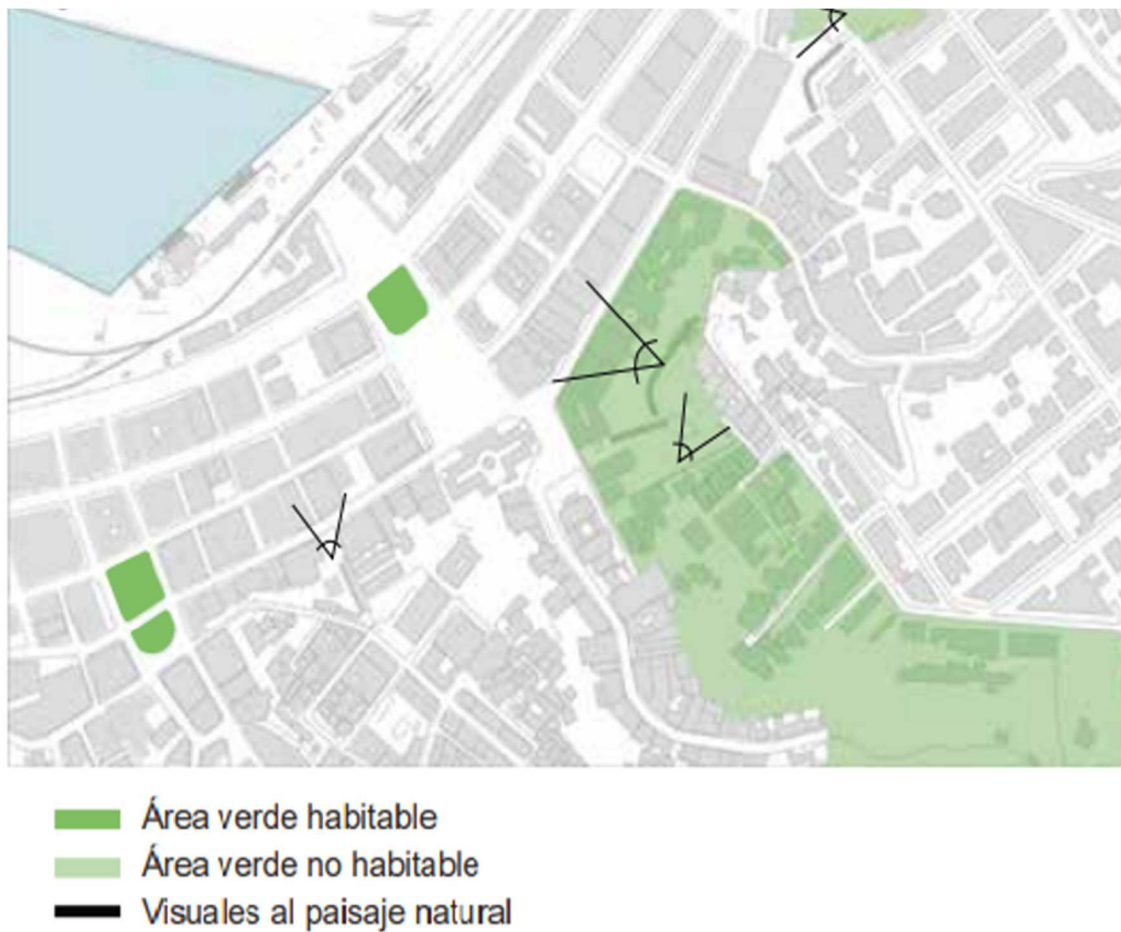 Área verde habitable
Área verde no habitable
Visuales al paisaje natural